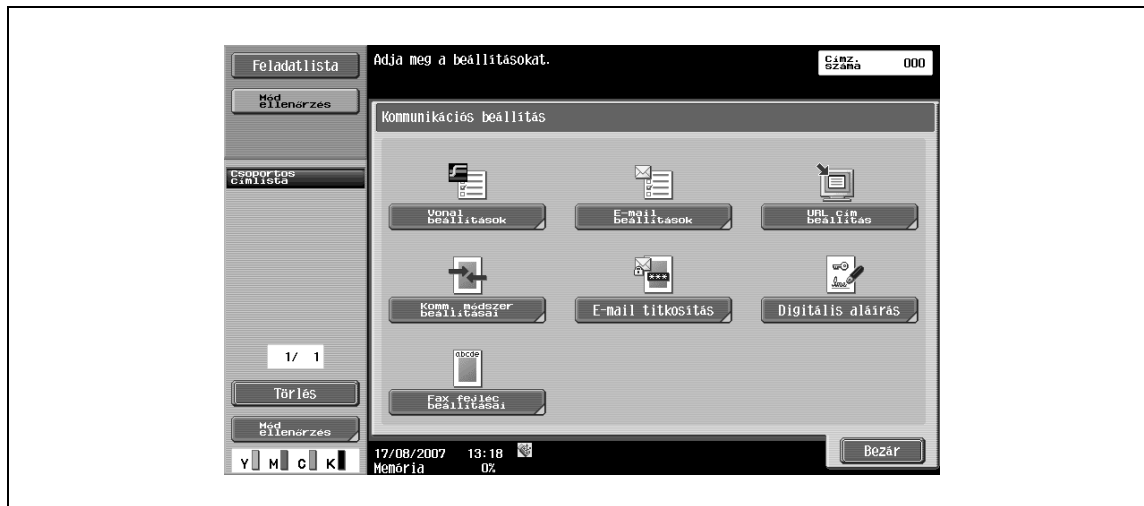 Feladatlista
Adja meg a beállításokat.
Címz.
száma
000
Mód
ellenőrzés
Kommunikációs beállítás
Csoportos
címlista
Vonal
beállítások
E-mail
beállítások
URL cím
beállítás
Komm. módszer
beállításai
E-mail titkosítás
Digitális aláírás
abcde
Fax fejléc
beállításai
1/ 1
Törlés
Mód
ellenőrzés
Bezár
Y M C K
17/08/2007 13:18
Memória 0%